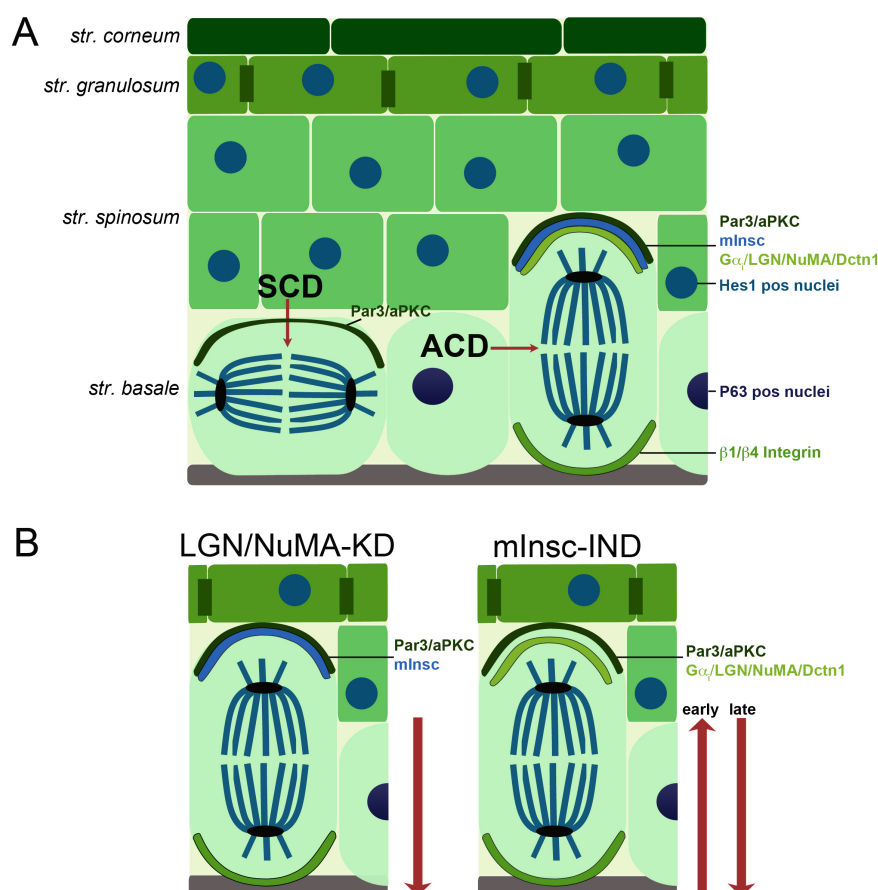 A
str. corneum
str. granulosum
str. spinosum
Par3/aPKC
mInsc
Gαi/LGN/NuMA/Dctn1
Hes1 pos nuclei
SCD
Par3/aPKC
ACD
str. basale
P63 pos nuclei
β1/β4 Integrin
B
LGN/NuMA-KD
mInsc-IND
Par3/aPKC
mInsc
Par3/aPKC
Gαi/LGN/NuMA/Dctn1
early late